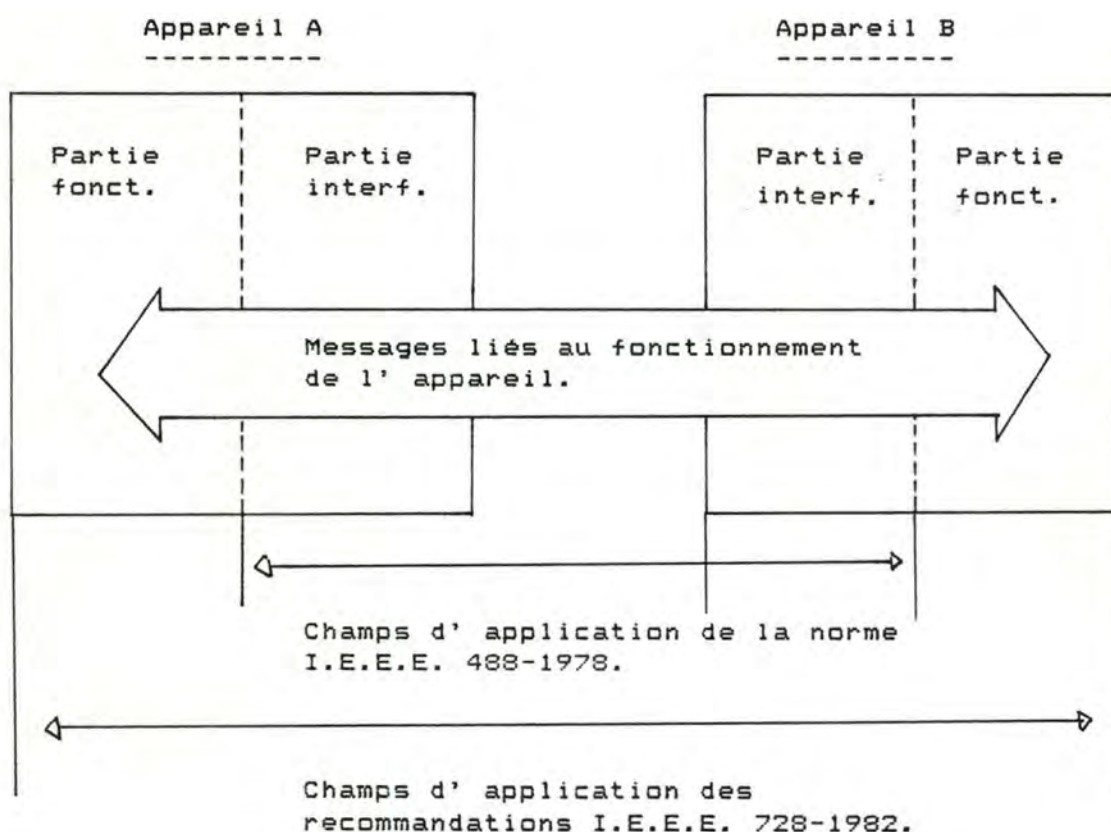 Appareil A Appareil B
Partie Partie Partie Partie
fonct. interf. interf. fonct.
Messages liés au fonctionnement
de l' appareil.
Champs d' application de la norme
I.E.E.E. 488-1978.
Champs d' application des
recommandations I.E.E.E. 728-1982.